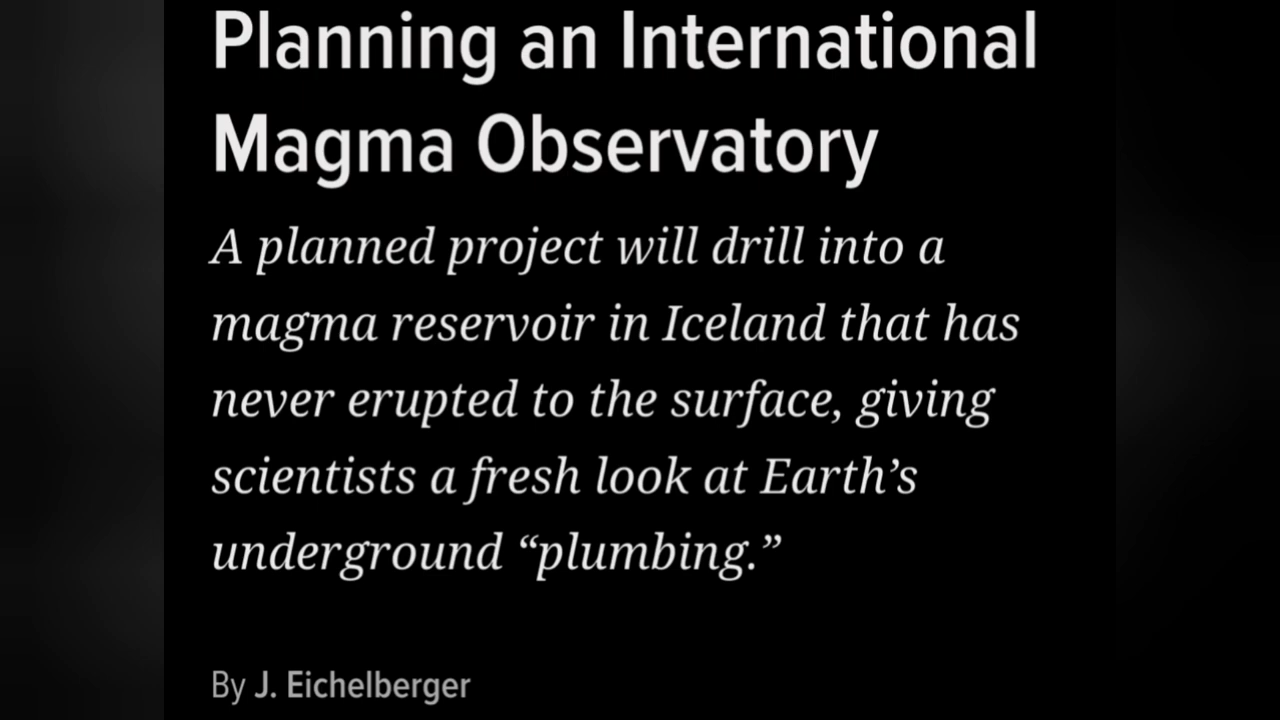 Planning an International
Magma Observatory
A planned project will drill into a
magma reservoir in Iceland that has
never erupted to the surface, giving
scientists a fresh look at Earth’s
underground “plumbing.”
By J. Eichelberger